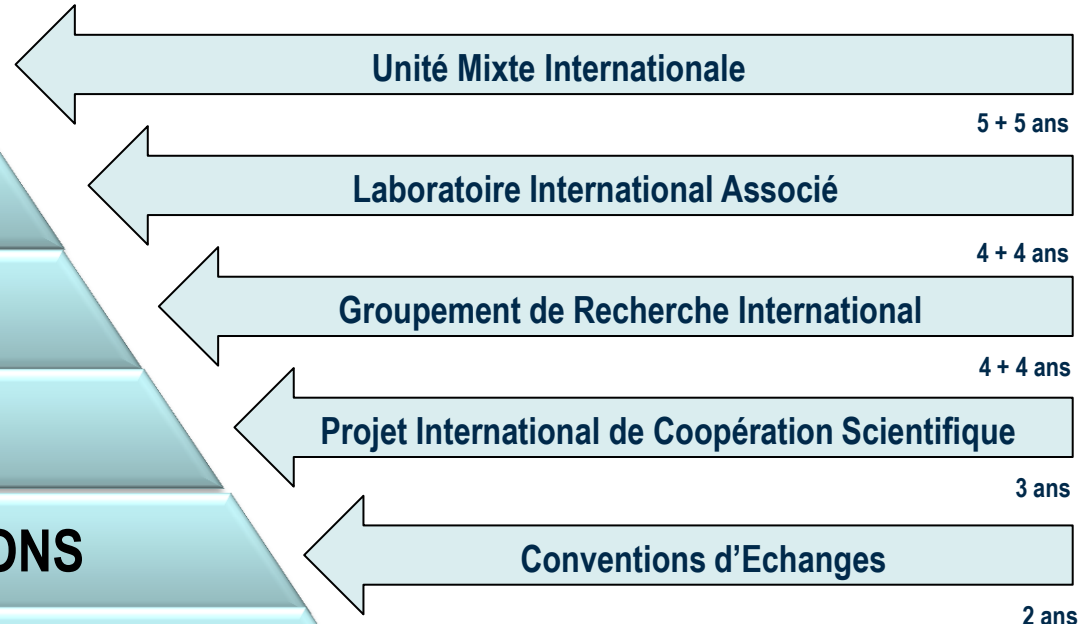 Unité Mixte Internationale
5 + 5 ans
Laboratoire International Associé
4 + 4 ans
Groupement de Recherche International
4 + 4 ans
Projet International de Coopération Scientifique
3 ans
ONS
Conventions d'Echanges
2 ans